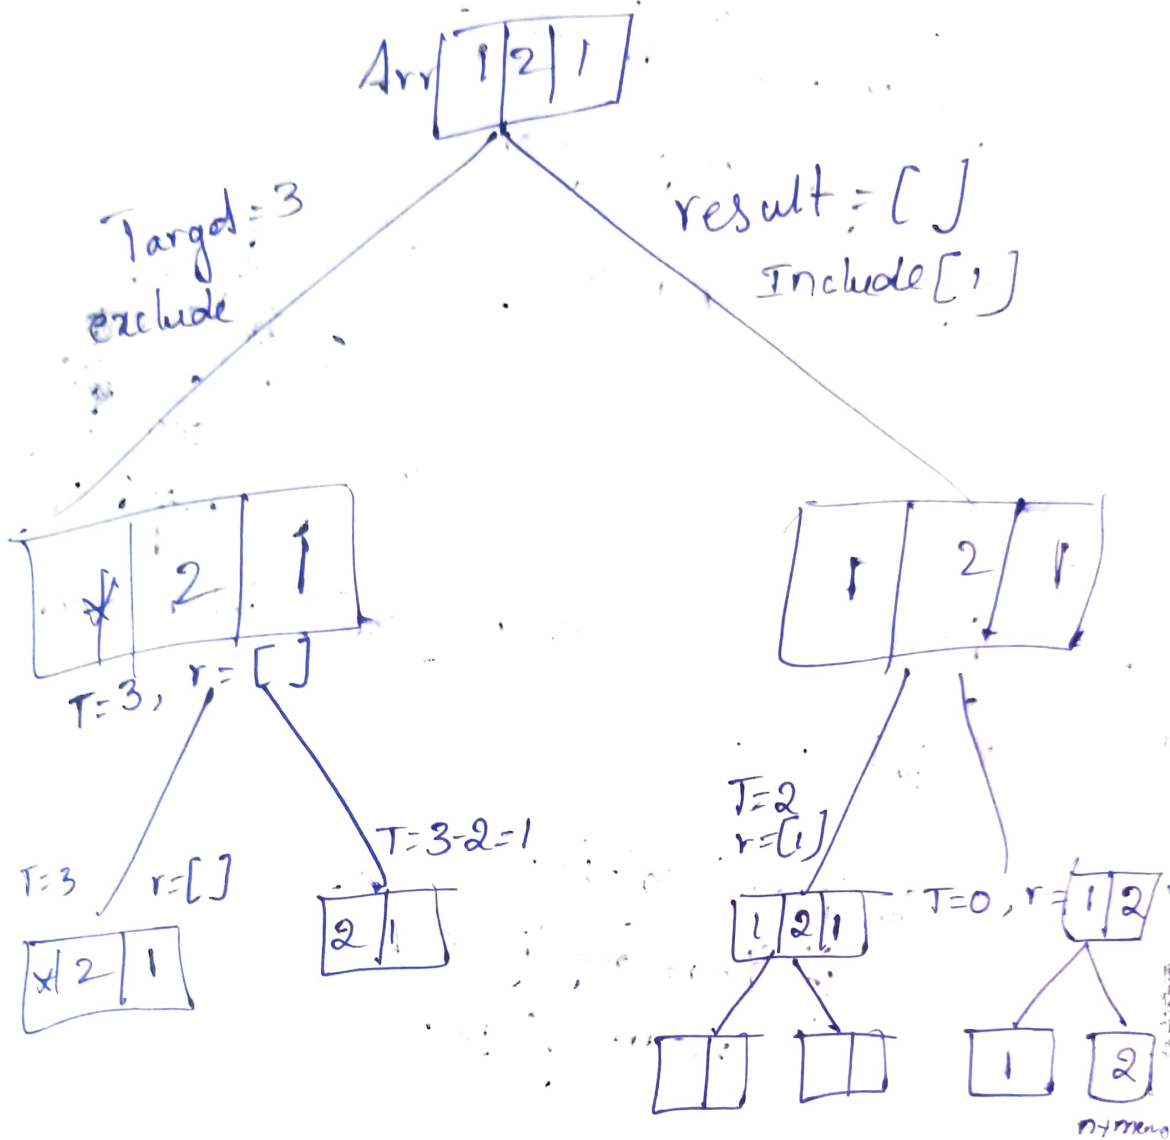 Arr 1 2 1
Target = 3
exclude
result = [ ]
Include [1]
2 1
T=3, r=[ ]
1 2 1
T=3-2=1
T=3 r=[]
2 1
2 1
T=2
r=[1]
1 2 1
T=0, r= 1 2
1
2